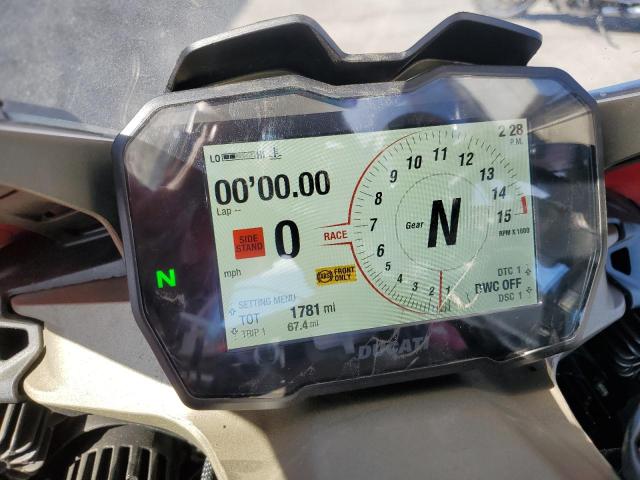 LO HI
2 28
P.M.
00'00.00
Lap --
SIDE
STAND
0
mph
RACE
Gear N
1 2 3 4 5 6 7 8 9 10 11 12 13 14 15
RPM X 1000
ABS FRONT
ONLY
N
SETTING MENU
TOT 1781 mi
TRIP 1 67.4 mi
DTC 1
DWC OFF
DSC 1
DUCATI